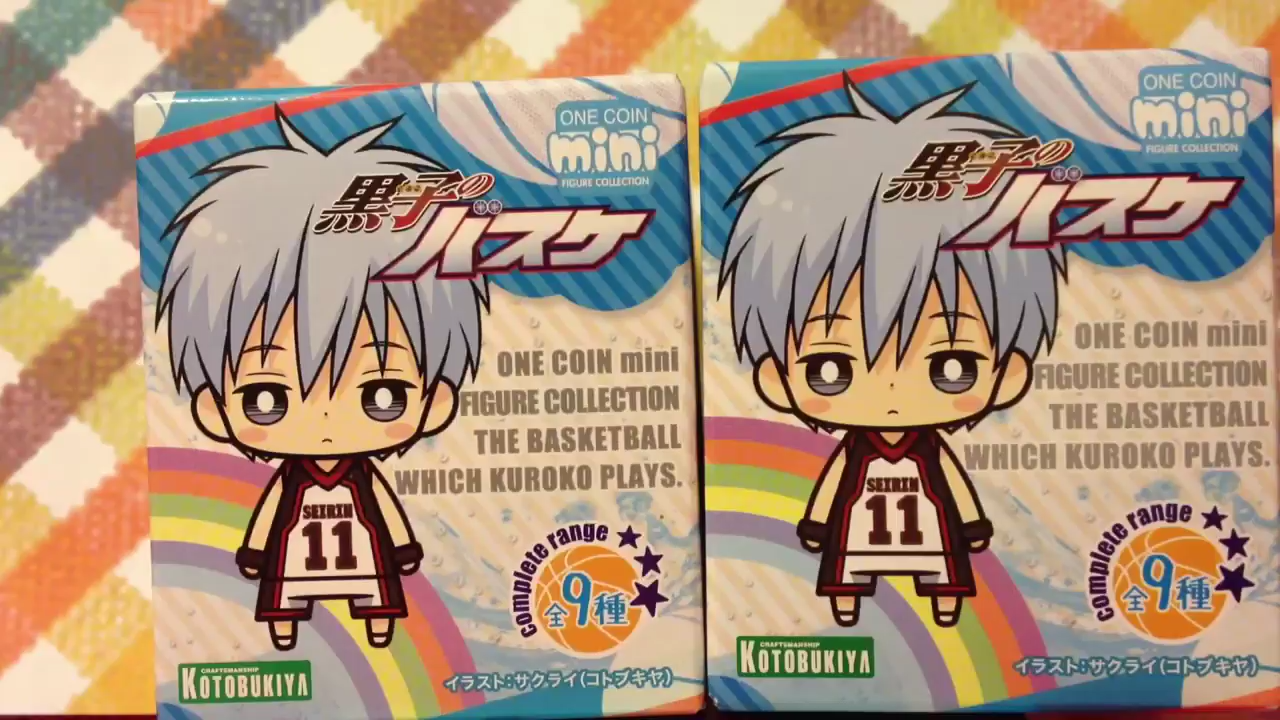 ONE COIN
mini
FIGURE COLLECTION
黒子の
バスケ
ONE COIN mini
FIGURE COLLECTION
THE BASKETBALL
WHICH KUROKO PLAYS.
SEIRIN
11
complete range
全9種
CRAFTSMANSHIP
KOTOBUKIYA
イラスト:サクライ(コトブキヤ)
ONE COIN
mini
FIGURE COLLECTION
黒子の
バスケ
ONE COIN mini
FIGURE COLLECTION
THE BASKETBALL
WHICH KUROKO PLAYS.
SEIRIN
11
complete range
全9種
CRAFTSMANSHIP
KOTOBUKIYA
イラスト:サクライ(コトブキヤ)